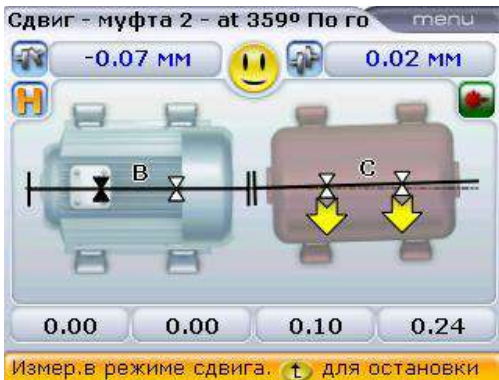 Сдвиг - муфта 2 - at 359º По го menu
-0.07 мм 0.02 мм
H
B C
0.00 0.00 0.10 0.24
Измер.в режиме сдвига. для остановки